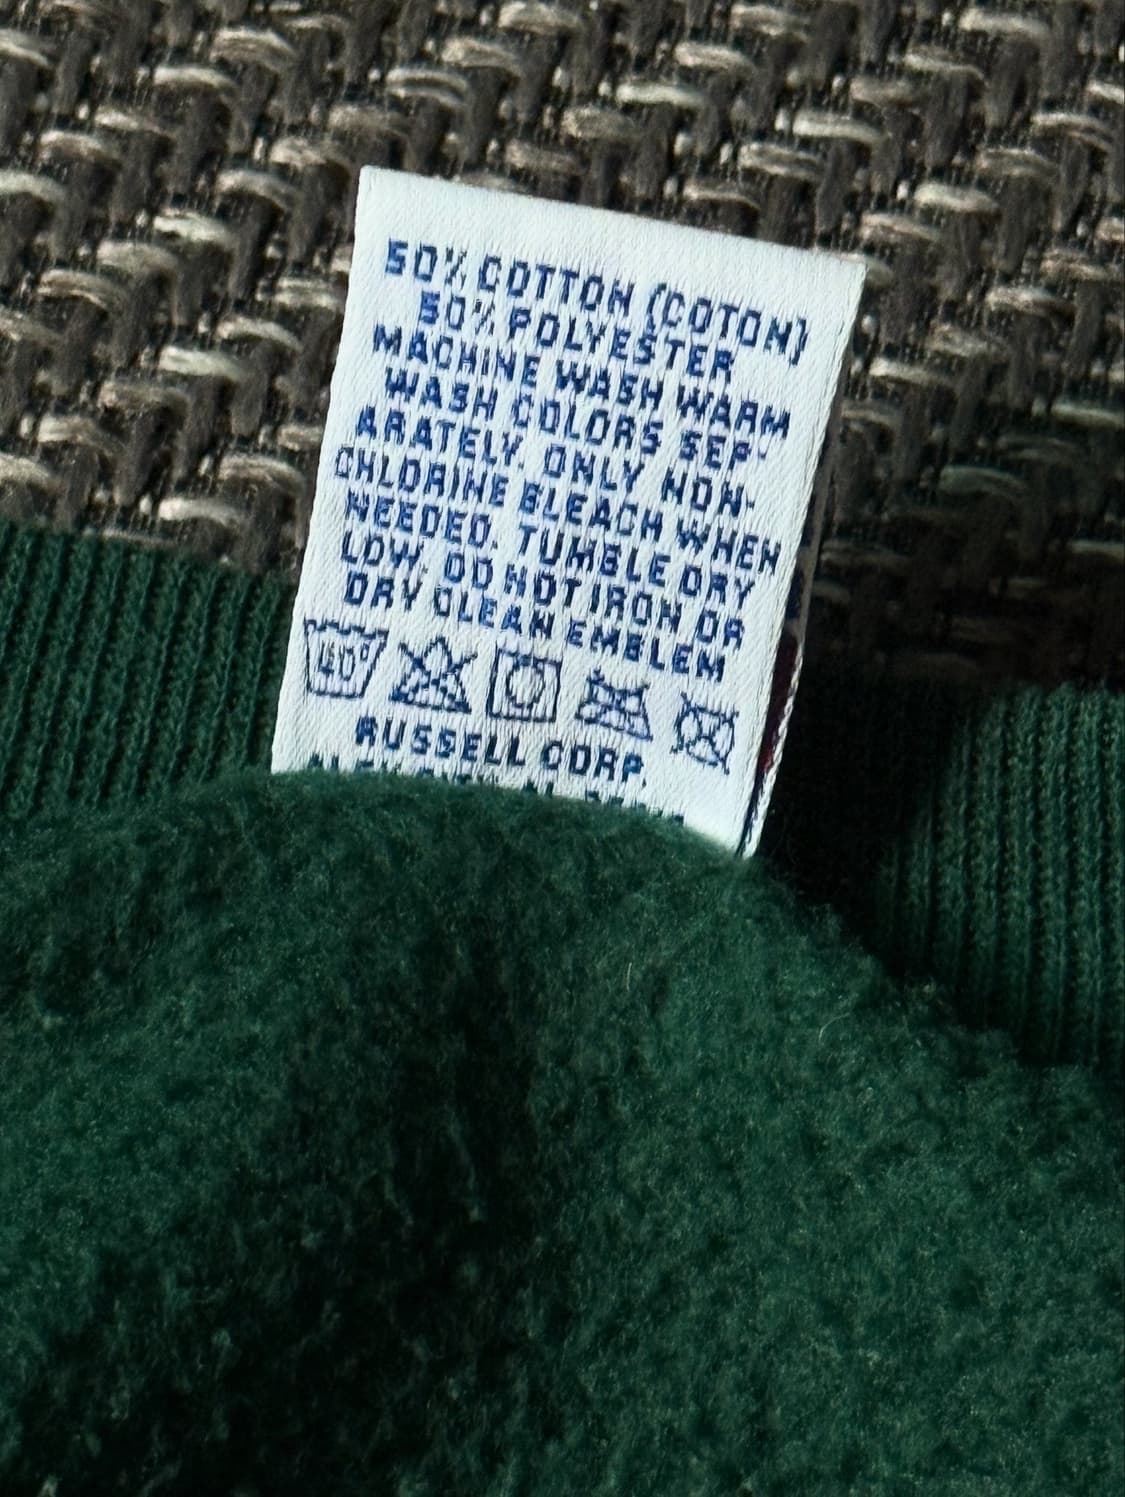 50% COTTON (COTON)
50% POLYESTER
MACHINE WASH WARM
WASH COLORS SEP-
ARATELY. ONLY NON-
CHLORINE BLEACH WHEN
NEEDED. TUMBLE DRY
LOW. DO NOT IRON OR
DRY CLEAN EMBLEM
40°
RUSSELL CORP.